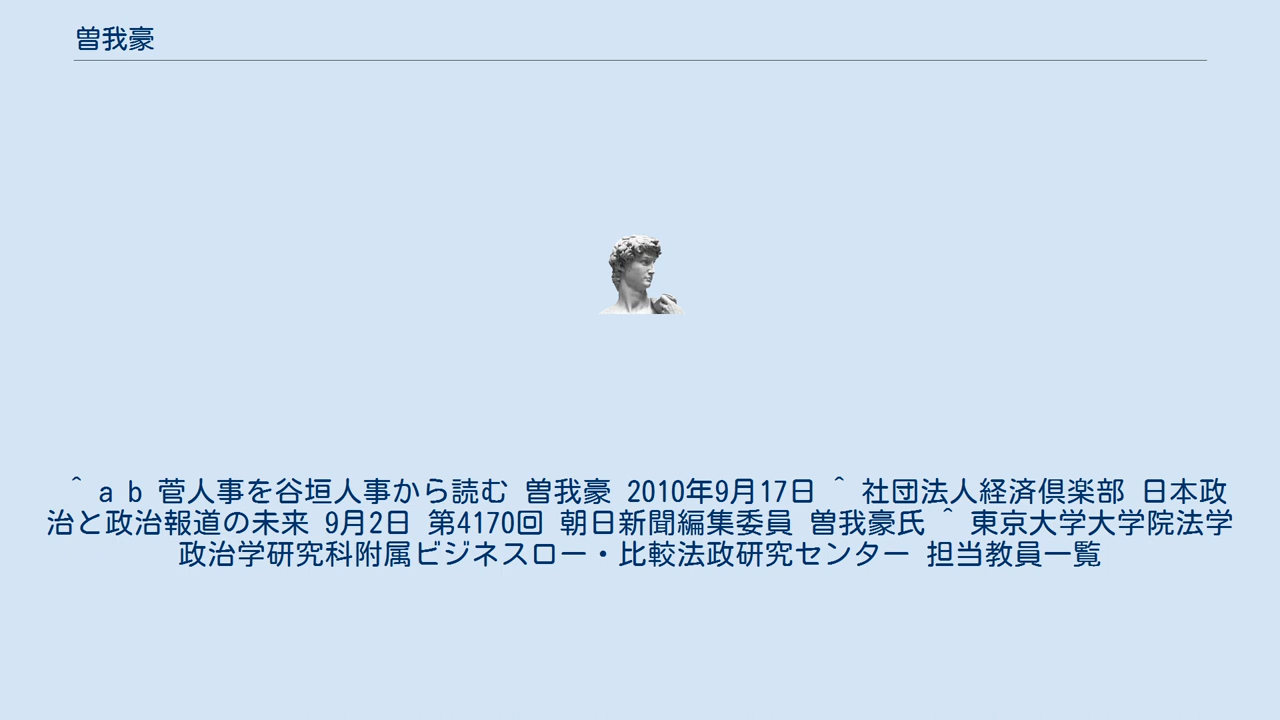 曽我豪
^ a b 菅人事を谷垣人事から読む 曽我豪 2010年9月17日 ^ 社団法人経済倶楽部 日本政
治と政治報道の未来 9月2日 第4170回 朝日新聞編集委員 曽我豪氏 ^ 東京大学大学院法学
政治学研究科附属ビジネスロー・比較法政研究センター 担当教員一覧